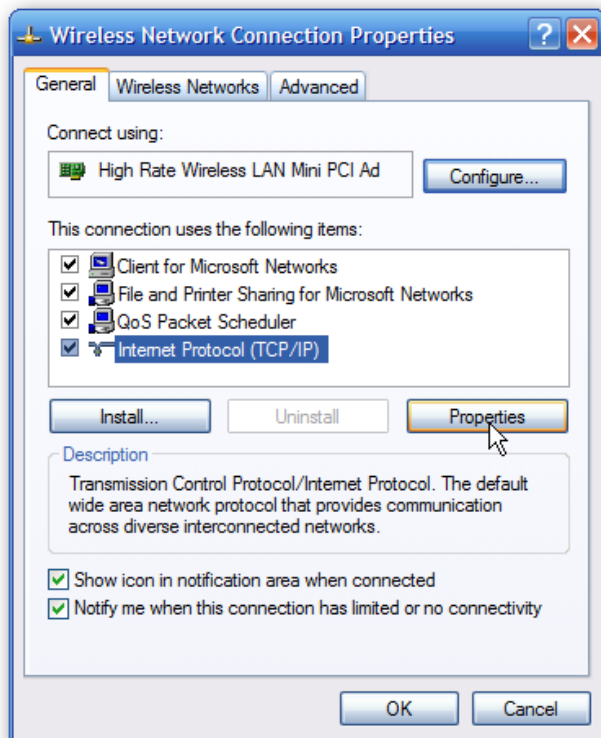 Wireless Network Connection Properties
General Wireless Networks Advanced
Connect using:
High Rate Wireless LAN Mini PCI Ad
Configure...
This connection uses the following items:
Client for Microsoft Networks
File and Printer Sharing for Microsoft Networks
QoS Packet Scheduler
Internet Protocol (TCP/IP)
Install... Uninstall Properties
Description
Transmission Control Protocol/Internet Protocol. The default
wide area network protocol that provides communication
across diverse interconnected networks.
Show icon in notification area when connected
Notify me when this connection has limited or no connectivity
OK Cancel